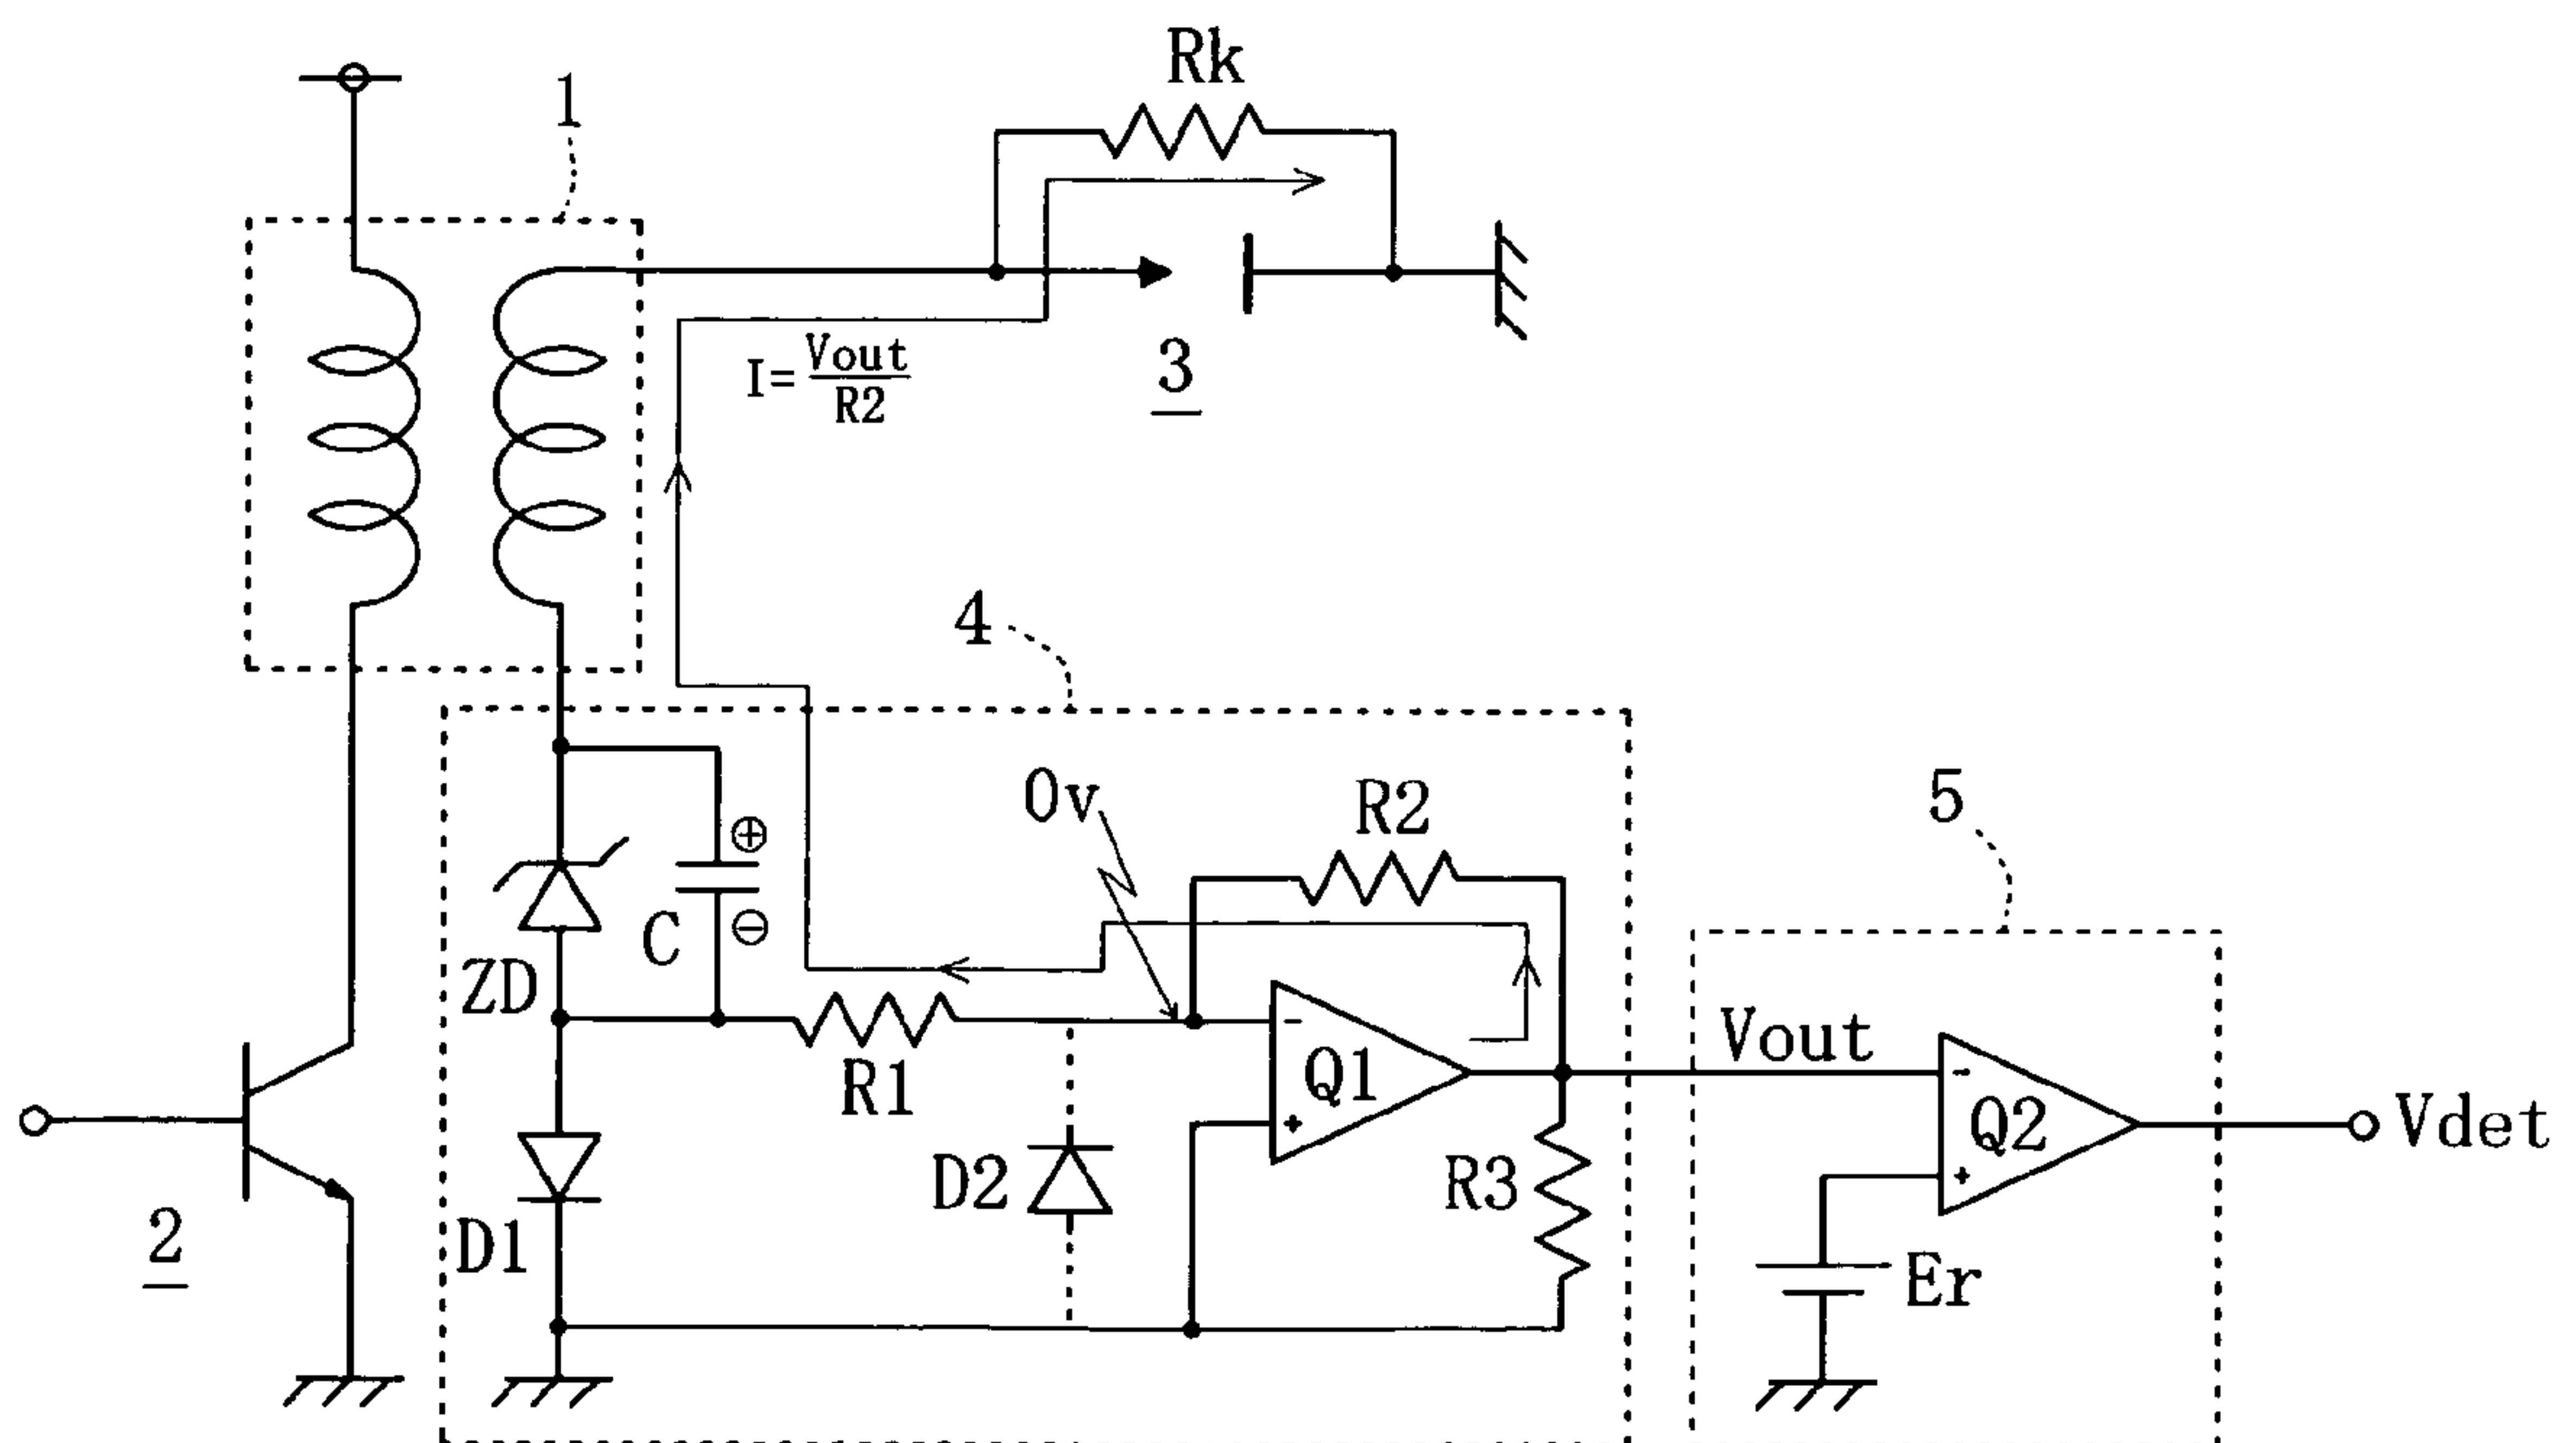 Rk
1
I=Vout/R2
3
4
0v
R2
5
⊕
C
⊖
ZD
Vout
R1
-
Q1
+
-
Q2
+
Vdet
D2
R3
2
D1
Er